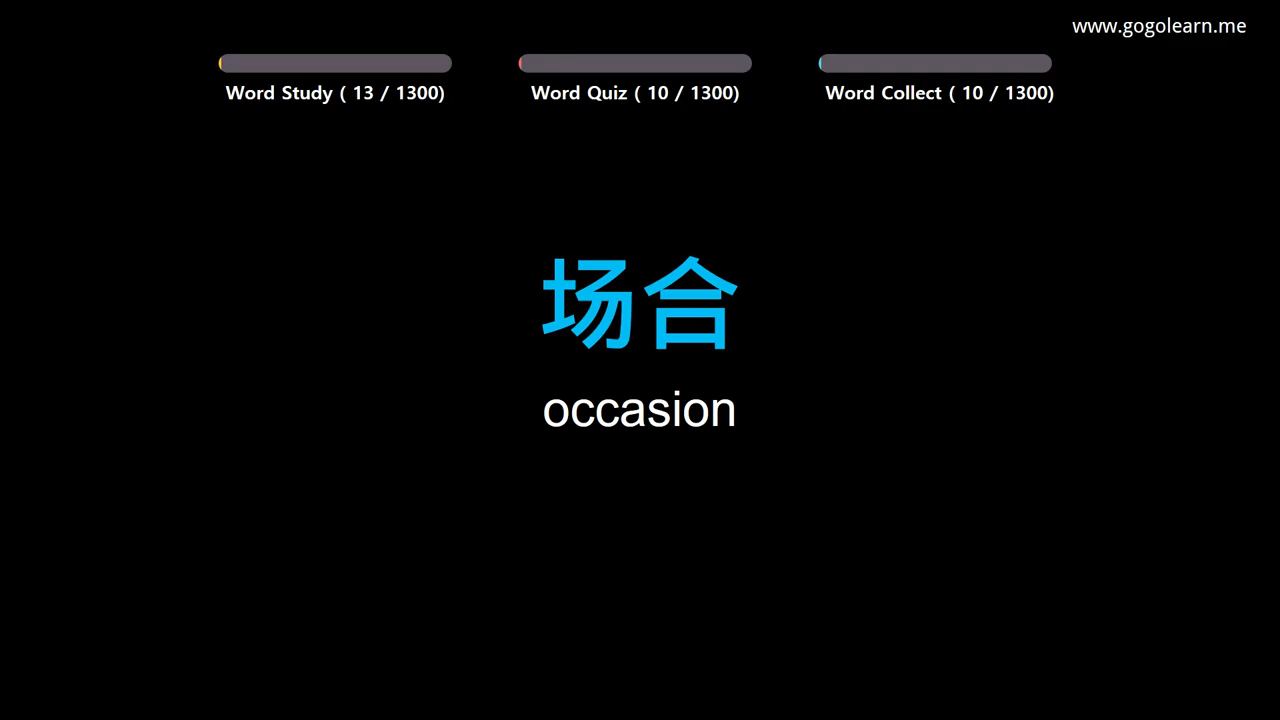 www.gogolearn.me
Word Study ( 13 / 1300)
Word Quiz ( 10 / 1300)
Word Collect ( 10 / 1300)
场合
occasion